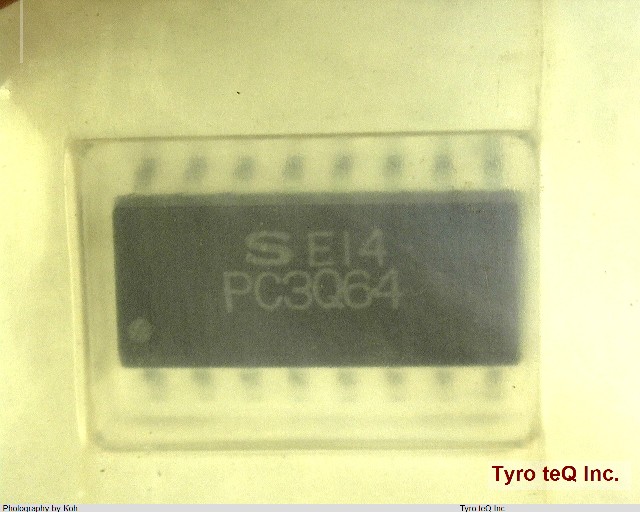 S E14
PC3Q64
Tyro teQ Inc.
Photography by Koh
Tyro teQ Inc